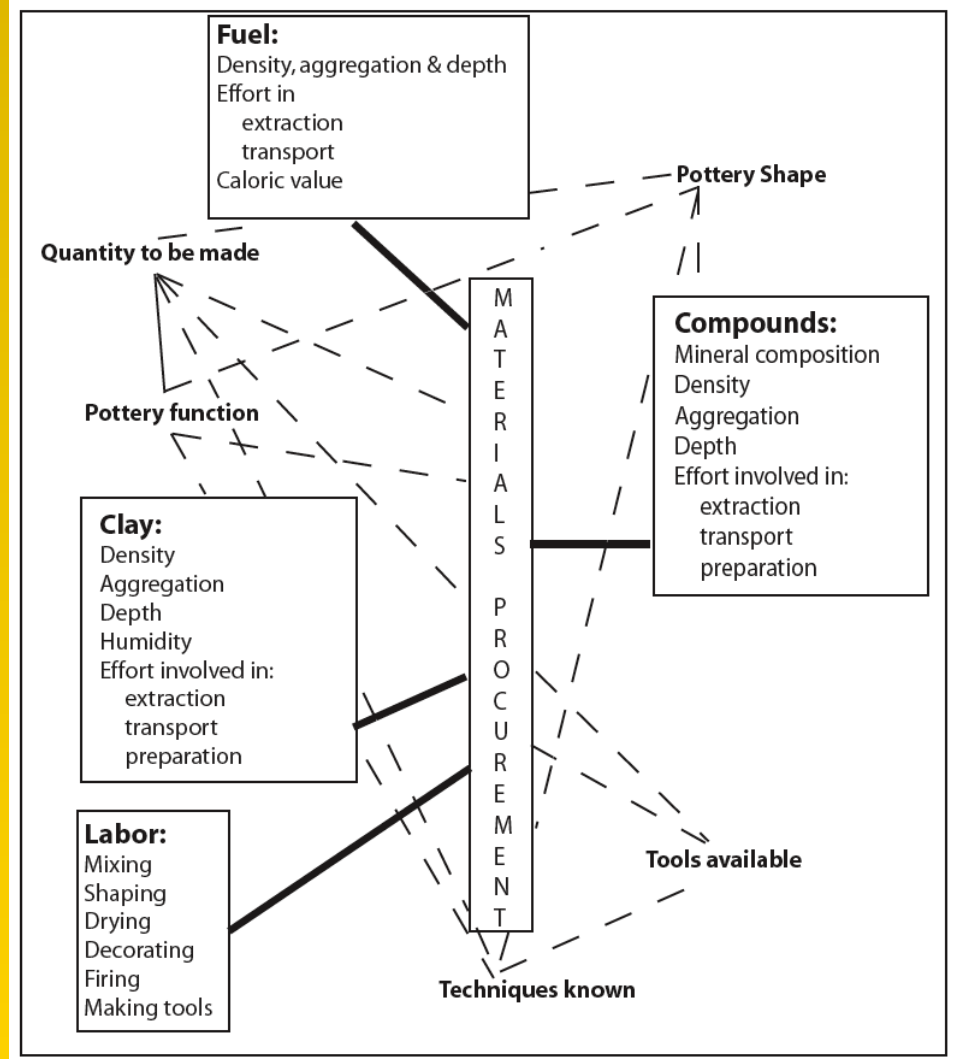 Fuel:
Density, aggregation & depth
Effort in
extraction
transport
Caloric value
Pottery Shape
Quantity to be made
MATERIALS PROCUREMENT
Compounds:
Mineral composition
Density
Aggregation
Depth
Effort involved in:
extraction
transport
preparation
Pottery function
Clay:
Density
Aggregation
Depth
Humidity
Effort involved in:
extraction
transport
preparation
Labor:
Mixing
Shaping
Drying
Decorating
Firing
Making tools
Tools available
Techniques known